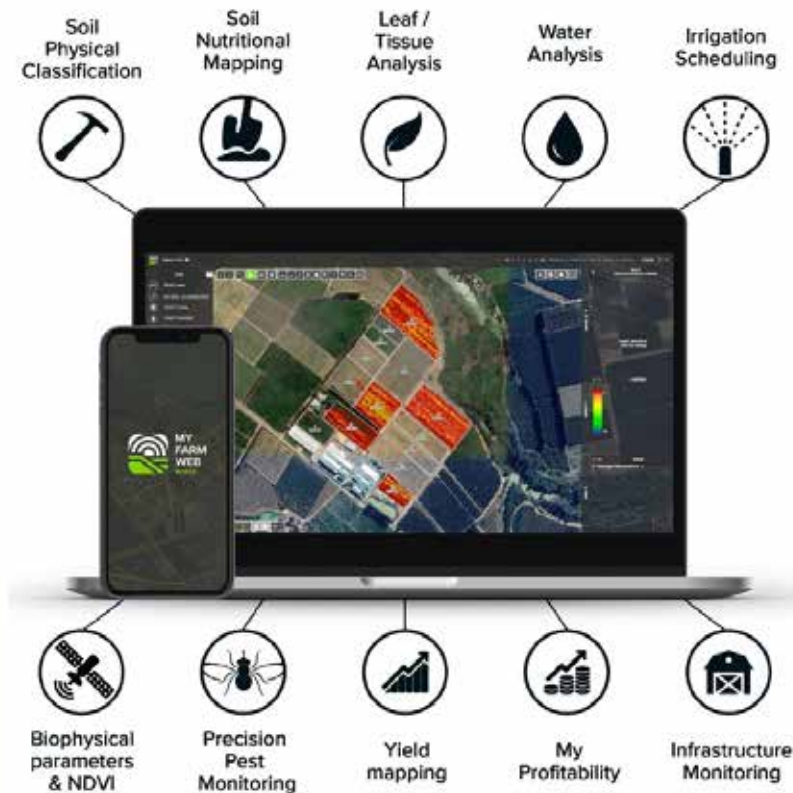 Soil
Physical
Classification
Soil
Nutritional
Mapping
Leaf /
Tissue
Analysis
Water
Analysis
Irrigation
Scheduling
MY
FARM
WEB
Biophysical
parameters
& NDVI
Precision
Pest
Monitoring
Yield
mapping
My
Profitability
Infrastructure
Monitoring